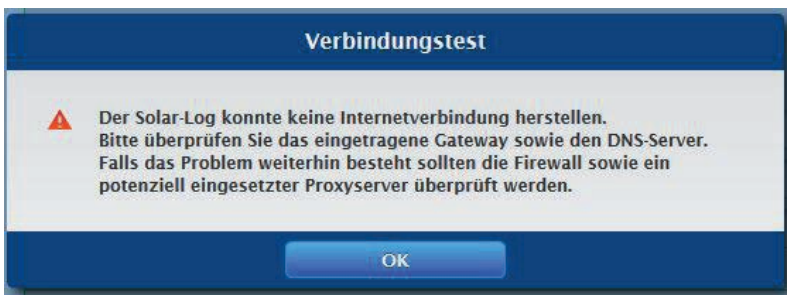 Verbindungstest
Der Solar-Log konnte keine Internetverbindung herstellen.
Bitte überprüfen Sie das eingetragene Gateway sowie den DNS-Server.
Falls das Problem weiterhin besteht sollten die Firewall sowie ein
potenziell eingesetzter Proxyserver überprüft werden.
OK